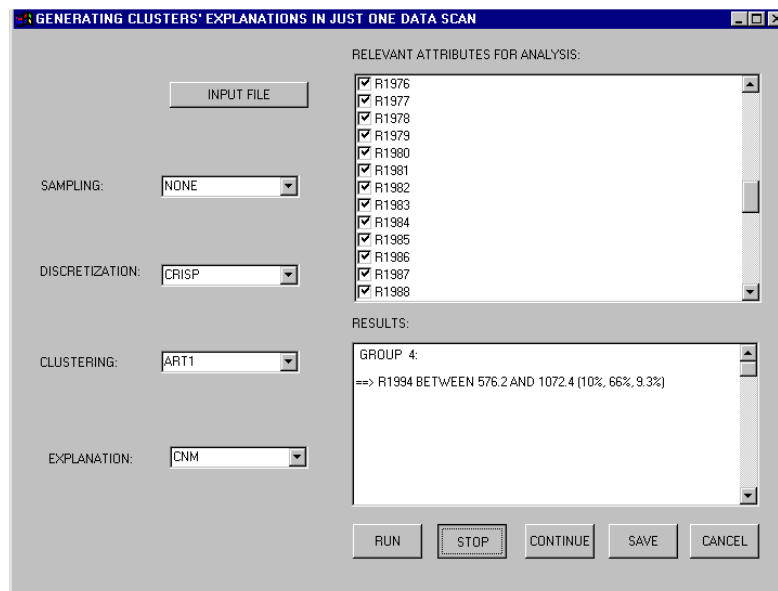 GENERATING CLUSTERS' EXPLANATIONS IN JUST ONE DATA SCAN
INPUT FILE
SAMPLING: NONE
DISCRETIZATION: CRISP
CLUSTERING: ART1
EXPLANATION: CNM
RELEVANT ATTRIBUTES FOR ANALYSIS:
R1976
R1977
R1978
R1979
R1980
R1981
R1982
R1983
R1984
R1985
R1986
R1987
R1988
RESULTS:
GROUP 4:
==> R1994 BETWEEN 576.2 AND 1072.4 (10%, 66%, 9.3%)
RUN STOP CONTINUE SAVE CANCEL